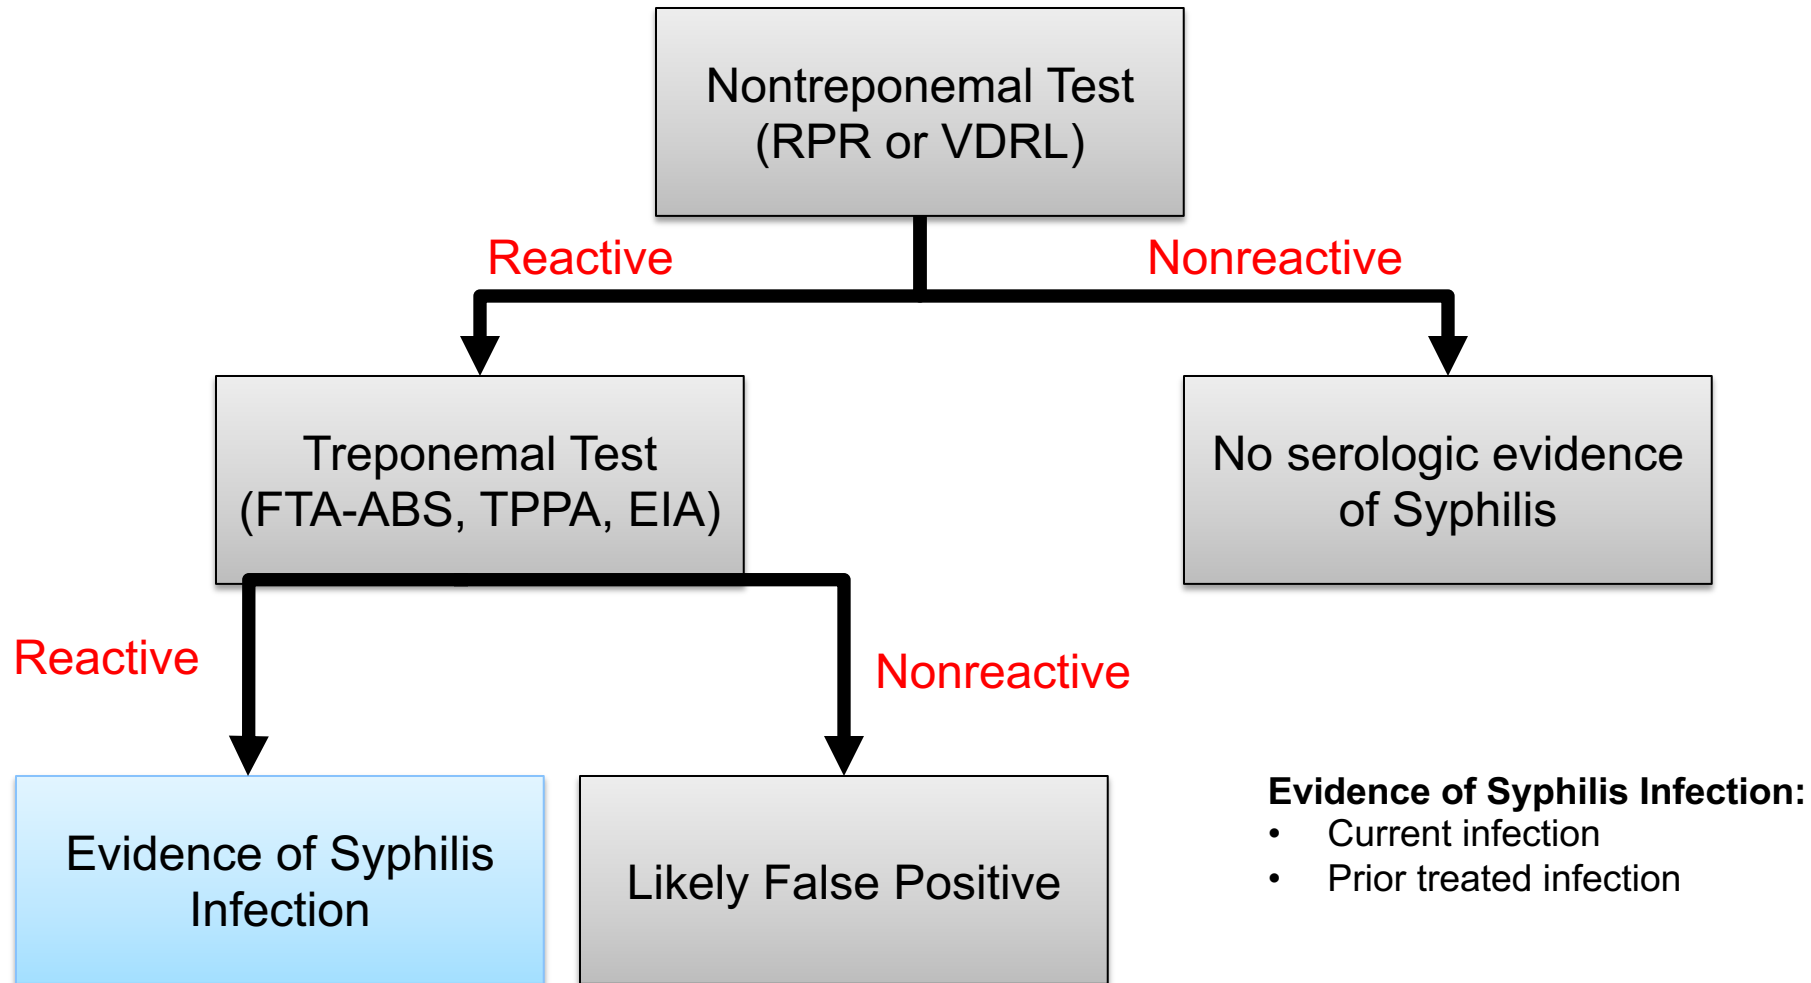 Nontreponemal Test
(RPR or VDRL)
Reactive
Nonreactive
Treponemal Test
(FTA-ABS, TPPA, EIA)
No serologic evidence
of Syphilis
Reactive
Nonreactive
Evidence of Syphilis
Infection
Likely False Positive
Evidence of Syphilis Infection:
• Current infection
• Prior treated infection